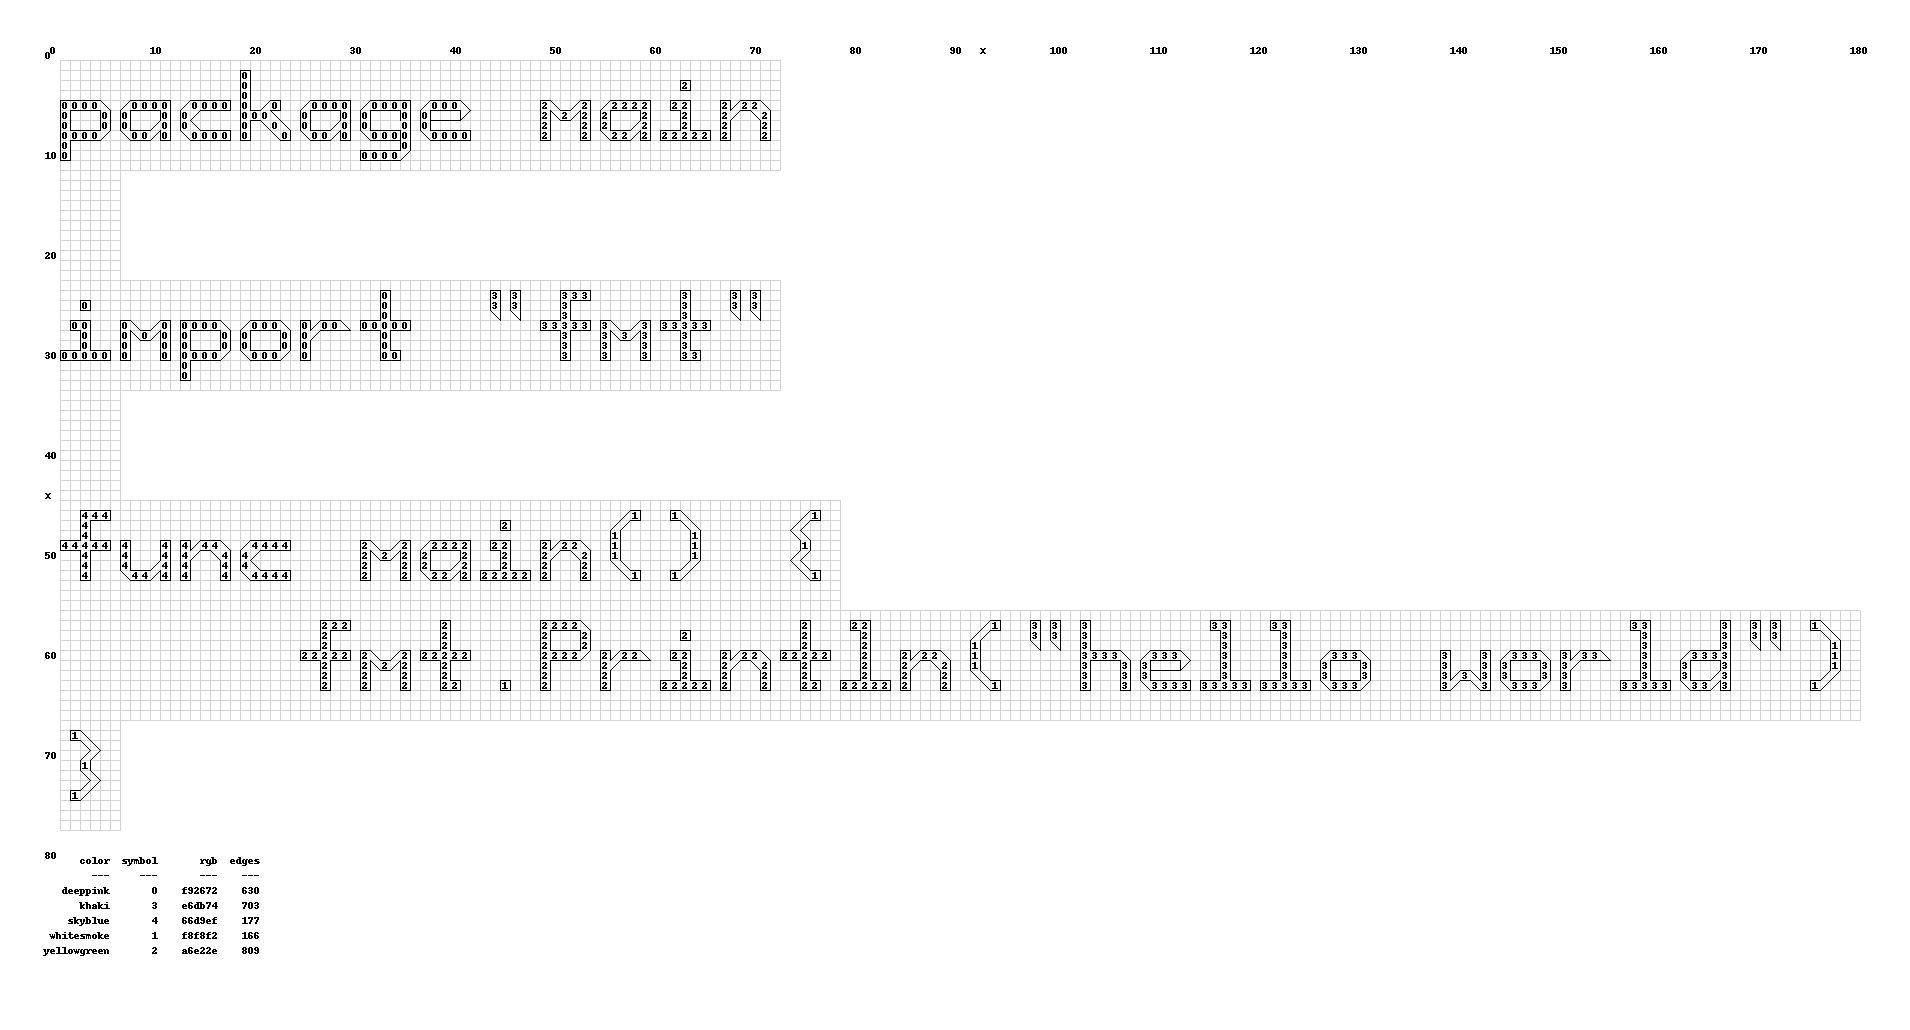 0 10 20 30 40 50 60 70 80 90 x 100 110 120 130 140 150 160 170 180
0
package main
10
20
import "fmt"
30
40
x
func main() {
50
fmt.Println("hello world")
60
}
70
80
color symbol rgb edges
--- --- --- ---
deeppink 0 f92672 630
khaki 3 e6db74 703
skyblue 4 66d9ef 177
whitesmoke 1 f8f8f2 166
yellowgreen 2 a6e22e 809